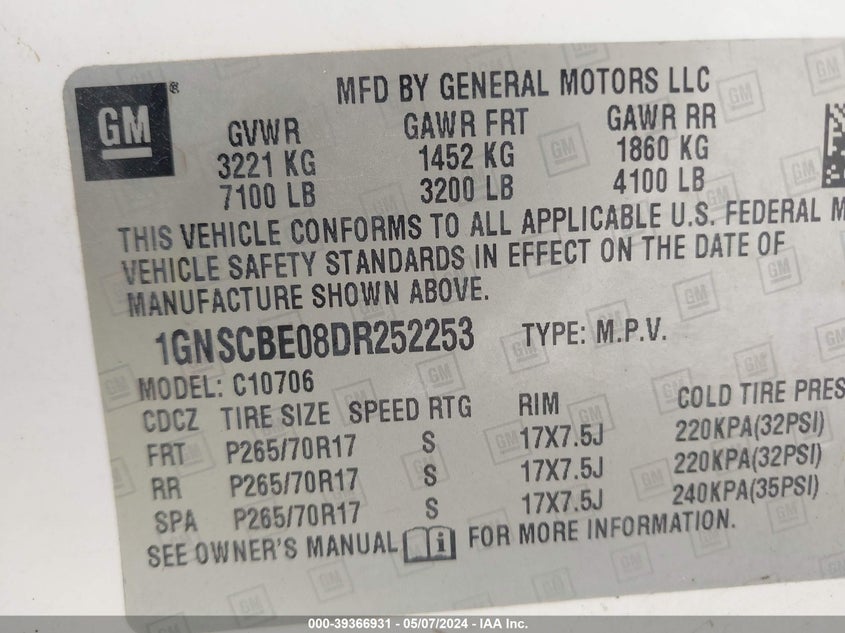 GM®
MFD BY GENERAL MOTORS LLC
GVWR GAWR FRT GAWR RR
3221 KG 1452 KG 1860 KG
7100 LB 3200 LB 4100 LB
THIS VEHICLE CONFORMS TO ALL APPLICABLE U.S. FEDERAL M
VEHICLE SAFETY STANDARDS IN EFFECT ON THE DATE OF
MANUFACTURE SHOWN ABOVE.
1GNSCBE08DR252253 TYPE: M.P.V.
MODEL: C10706
CDCZ TIRE SIZE SPEED RTG RIM COLD TIRE PRES
FRT P265/70R17 S 17X7.5J 220KPA(32PSI)
RR P265/70R17 S 17X7.5J 220KPA(32PSI)
SPA P265/70R17 S 17X7.5J 240KPA(35PSI)
SEE OWNER'S MANUAL i FOR MORE INFORMATION.
000-39366931 - 05/07/2024 - IAA Inc.